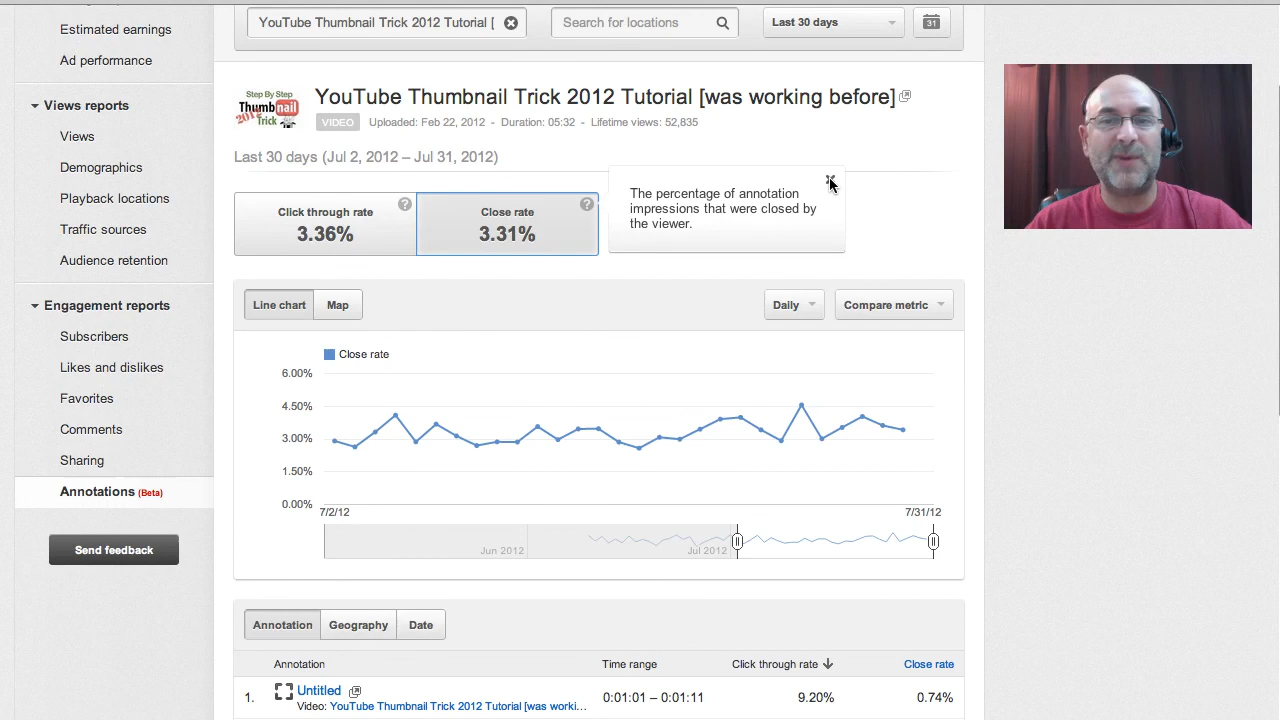 Estimated earnings
Ad performance
Views reports
Views
Demographics
Playback locations
Traffic sources
Audience retention
Engagement reports
Subscribers
Likes and dislikes
Favorites
Comments
Sharing
Annotations (Beta)
Send feedback
YouTube Thumbnail Trick 2012 Tutorial [
Search for locations
Last 30 days
31
Step By Step
Thumbnail
2012 Trick
YouTube Thumbnail Trick 2012 Tutorial [was working before]
VIDEO Uploaded: Feb 22, 2012 - Duration: 05:32 - Lifetime views: 52,835
Last 30 days (Jul 2, 2012 – Jul 31, 2012)
Click through rate ?
3.36%
Close rate ?
3.31%
The percentage of annotation
impressions that were closed by
the viewer.
Line chart Map
Daily Compare metric
Close rate
6.00%
4.50%
3.00%
1.50%
0.00%
7/2/12 7/31/12
Jun 2012 Jul 2012
Annotation Geography Date
Annotation Time range Click through rate Close rate
1. Untitled 0:01:01 – 0:01:11 9.20% 0.74%
Video: YouTube Thumbnail Trick 2012 Tutorial [was worki...